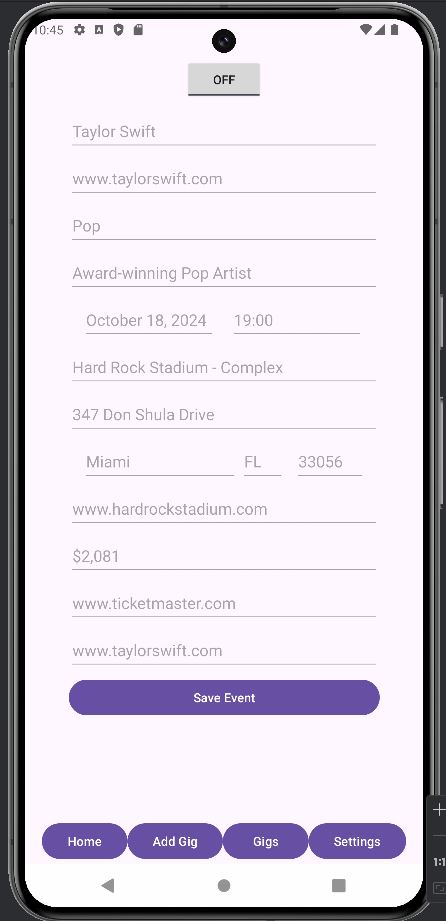 10:45
OFF
Taylor Swift
www.taylorswift.com
Pop
Award-winning Pop Artist
October 18, 2024 19:00
Hard Rock Stadium - Complex
347 Don Shula Drive
Miami FL 33056
www.hardrockstadium.com
$2,081
www.ticketmaster.com
www.taylorswift.com
Save Event
Home Add Gig Gigs Settings
1:1